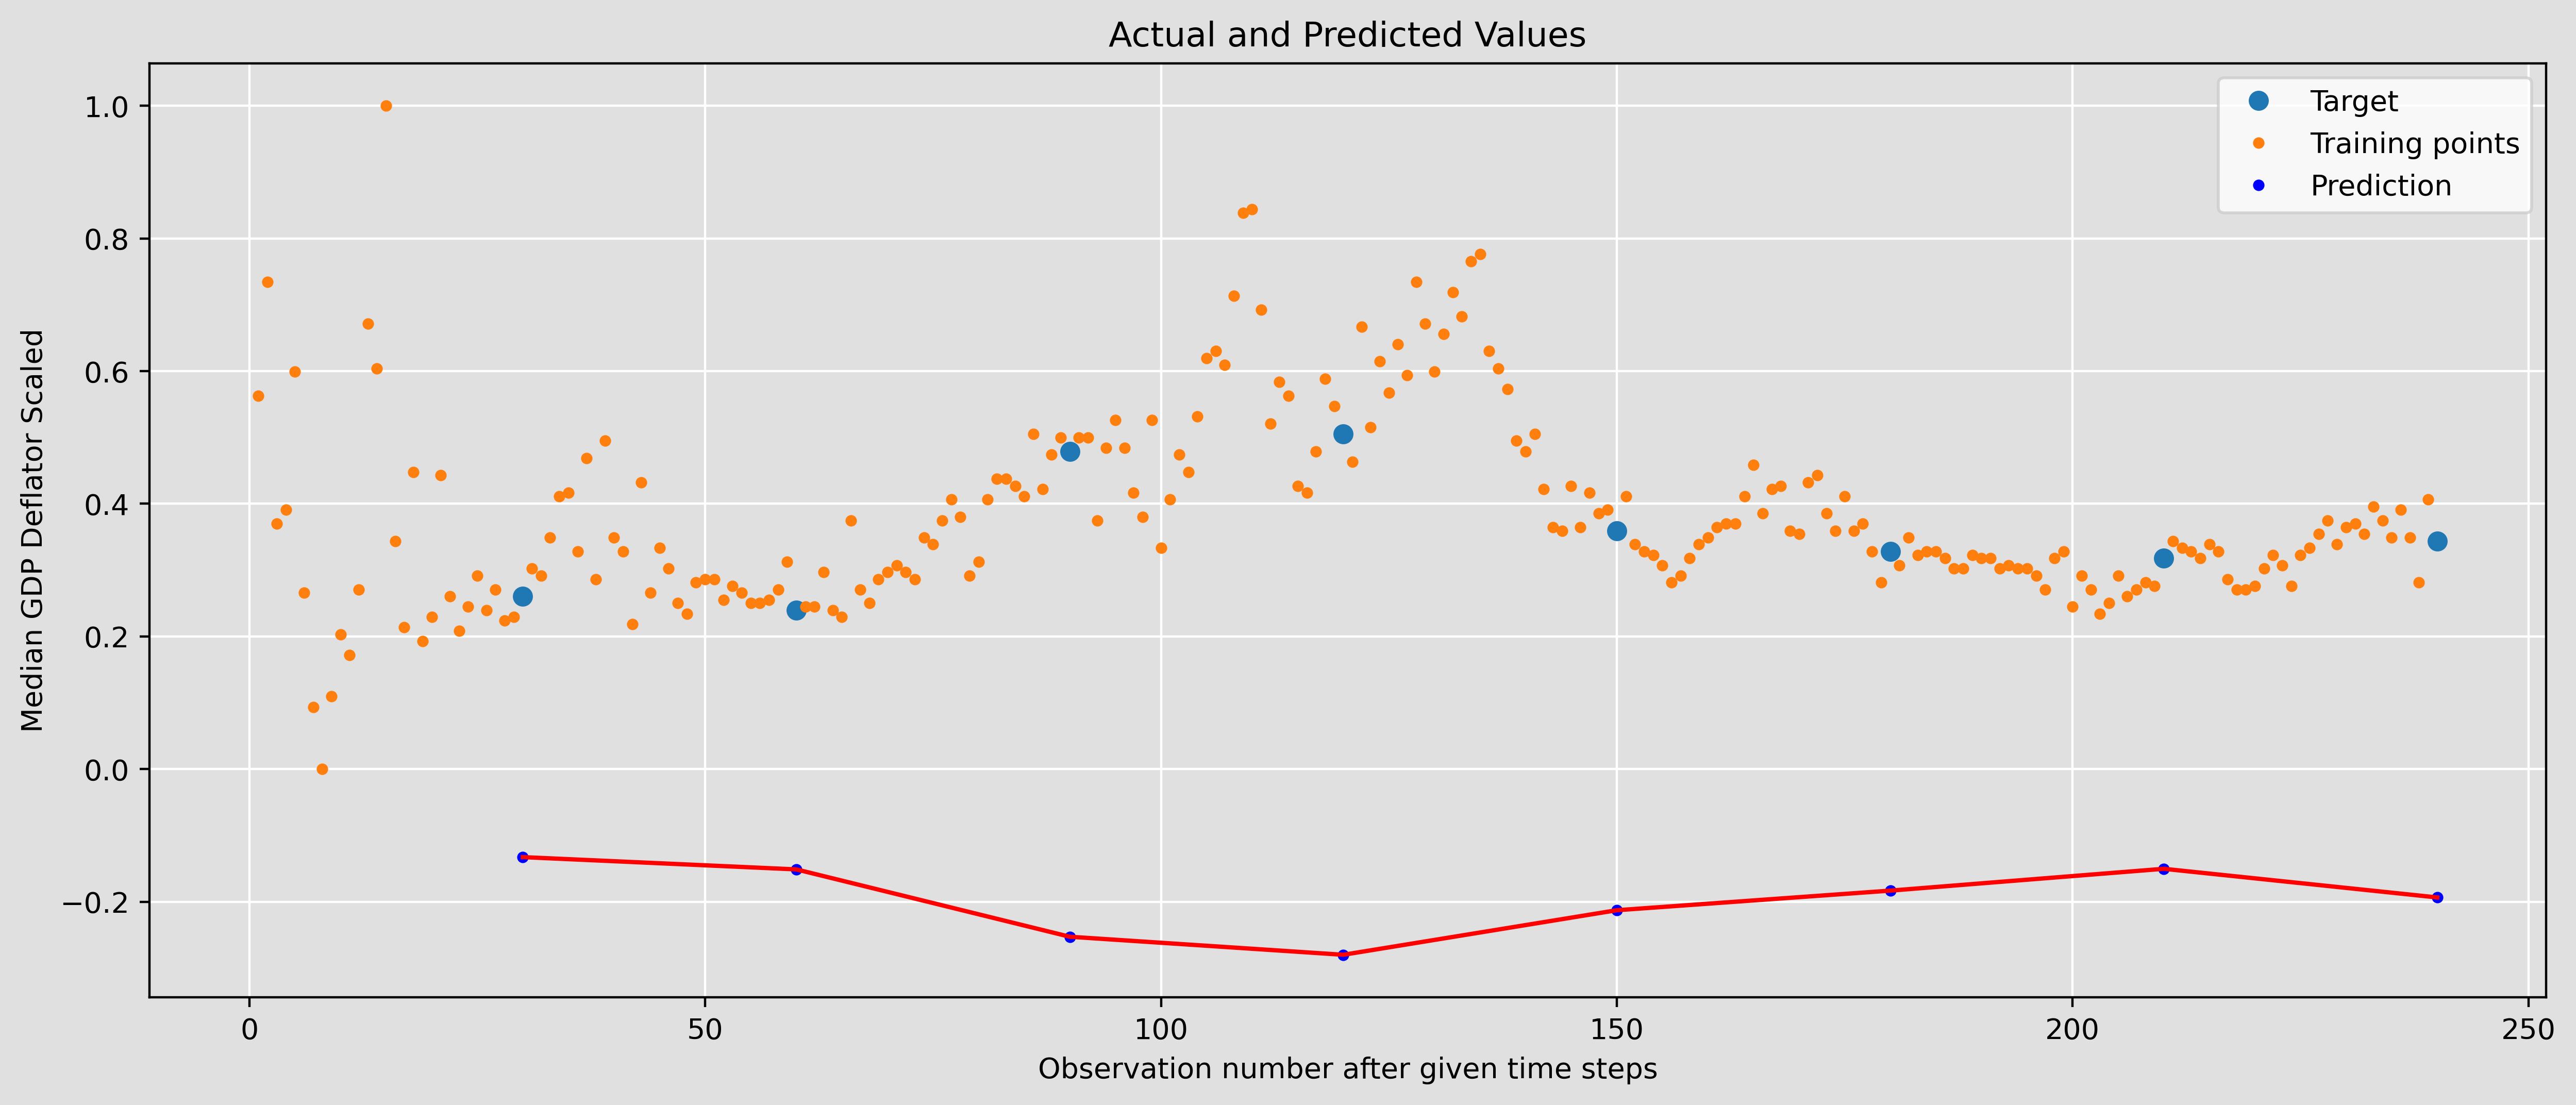 Actual and Predicted Values
Target
Training points
Prediction
Median GDP Deflator Scaled
1.0
0.8
0.6
0.4
0.2
0.0
−0.2
0 50 100 150 200 250
Observation number after given time steps